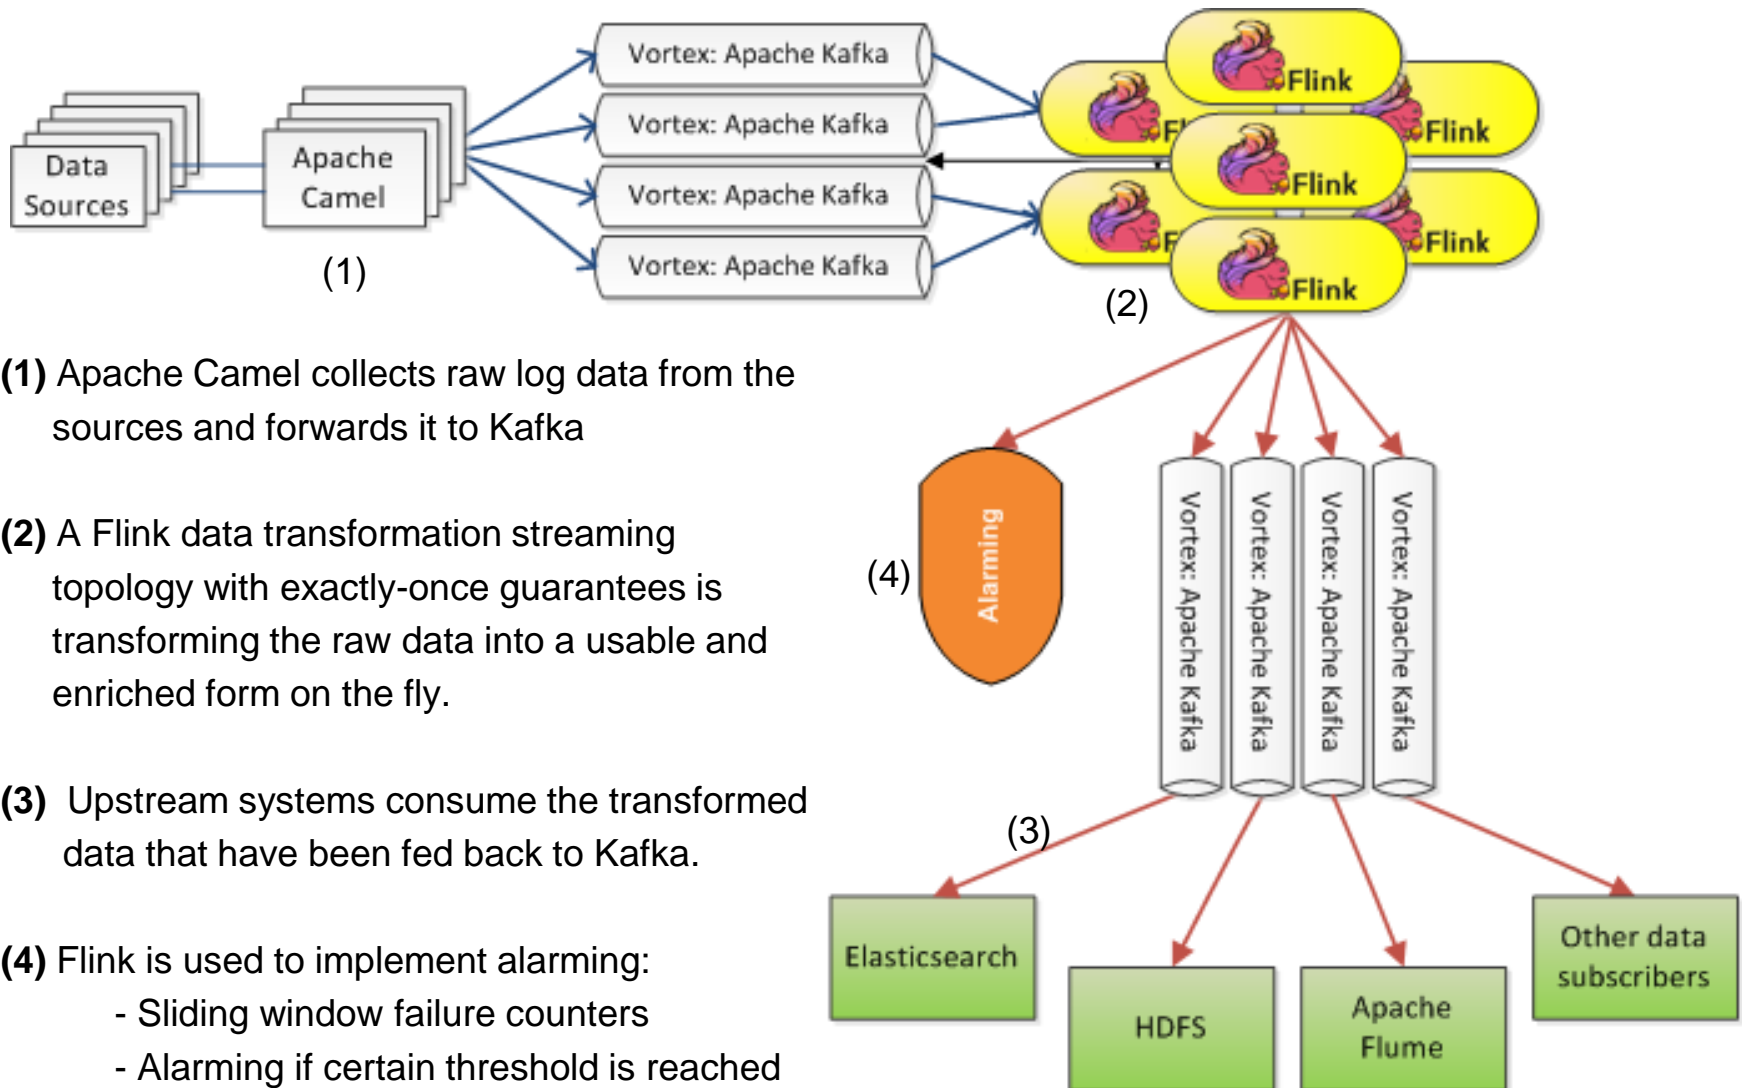 Vortex: Apache Kafka
Vortex: Apache Kafka
Vortex: Apache Kafka
Vortex: Apache Kafka
Data
Sources
Apache
Camel
(1)
Flink
Flink
Flink
Flink
Flink
(2)
(1) Apache Camel collects raw log data from the
sources and forwards it to Kafka
(2) A Flink data transformation streaming
topology with exactly-once guarantees is
transforming the raw data into a usable and
enriched form on the fly.
(3) Upstream systems consume the transformed
data that have been fed back to Kafka.
(4) Flink is used to implement alarming:
- Sliding window failure counters
- Alarming if certain threshold is reached
(4)
Alarming
Vortex: Apache Kafka
Vortex: Apache Kafka
Vortex: Apache Kafka
Vortex: Apache Kafka
(3)
Elasticsearch
HDFS
Apache
Flume
Other data
subscribers